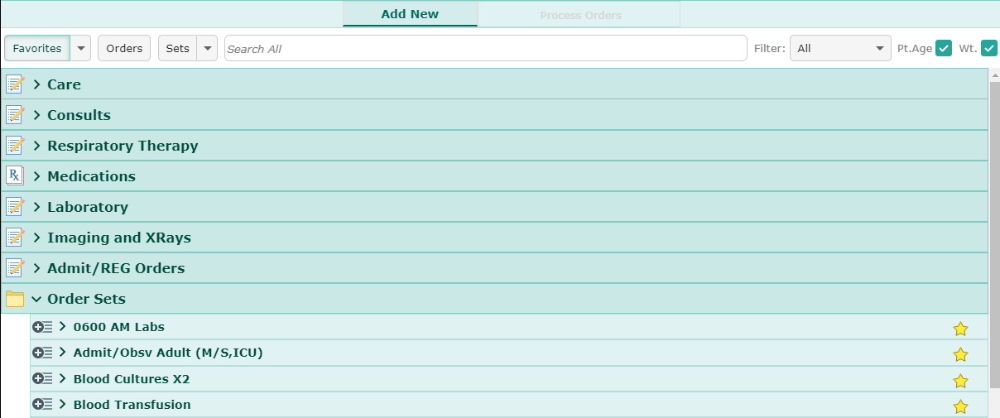 Add New Process Orders
Favorites Orders Sets Search All Filter: All Pt.Age Wt.
Care
Consults
Respiratory Therapy
Rx Medications
Laboratory
Imaging and XRays
Admit/REG Orders
Order Sets
0600 AM Labs
Admit/Obsv Adult (M/S,ICU)
Blood Cultures X2
Blood Transfusion